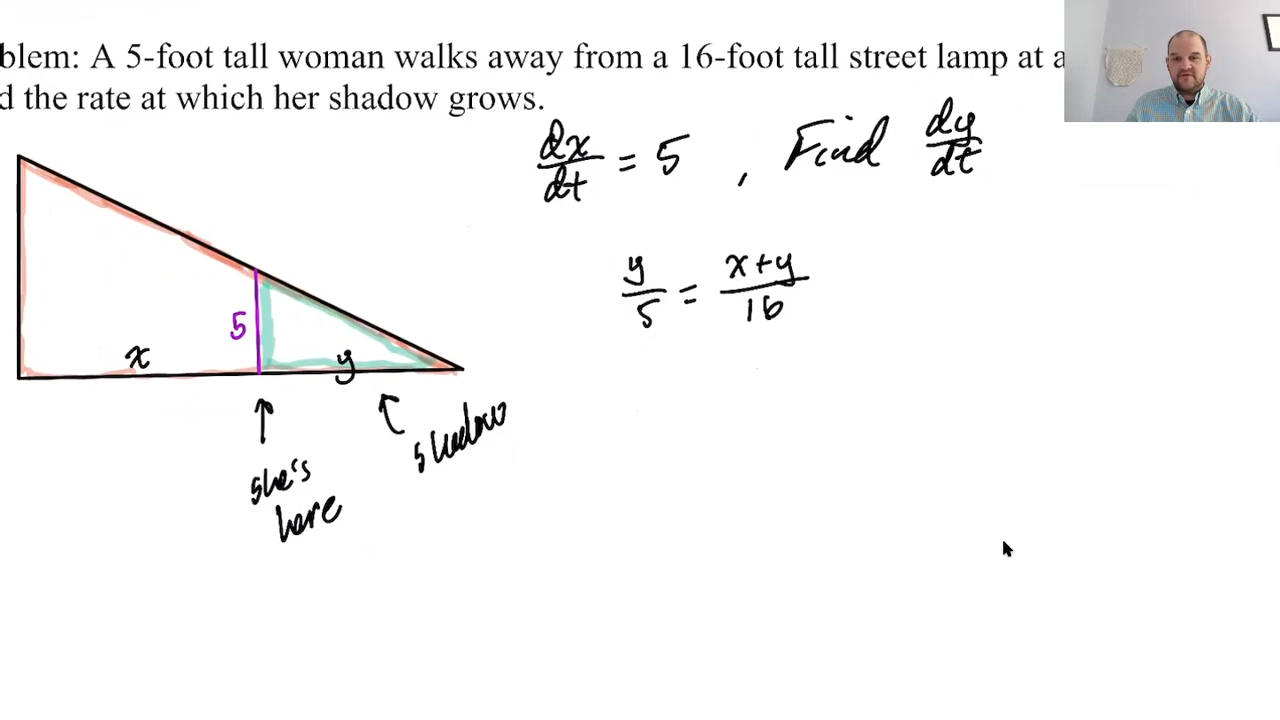 blem: A 5-foot tall woman walks away from a 16-foot tall street lamp at a
d the rate at which her shadow grows.
dx/dt = 5 , Find dy/dt
y/5 = x+y/16
5
x
y
she's
here
shadow